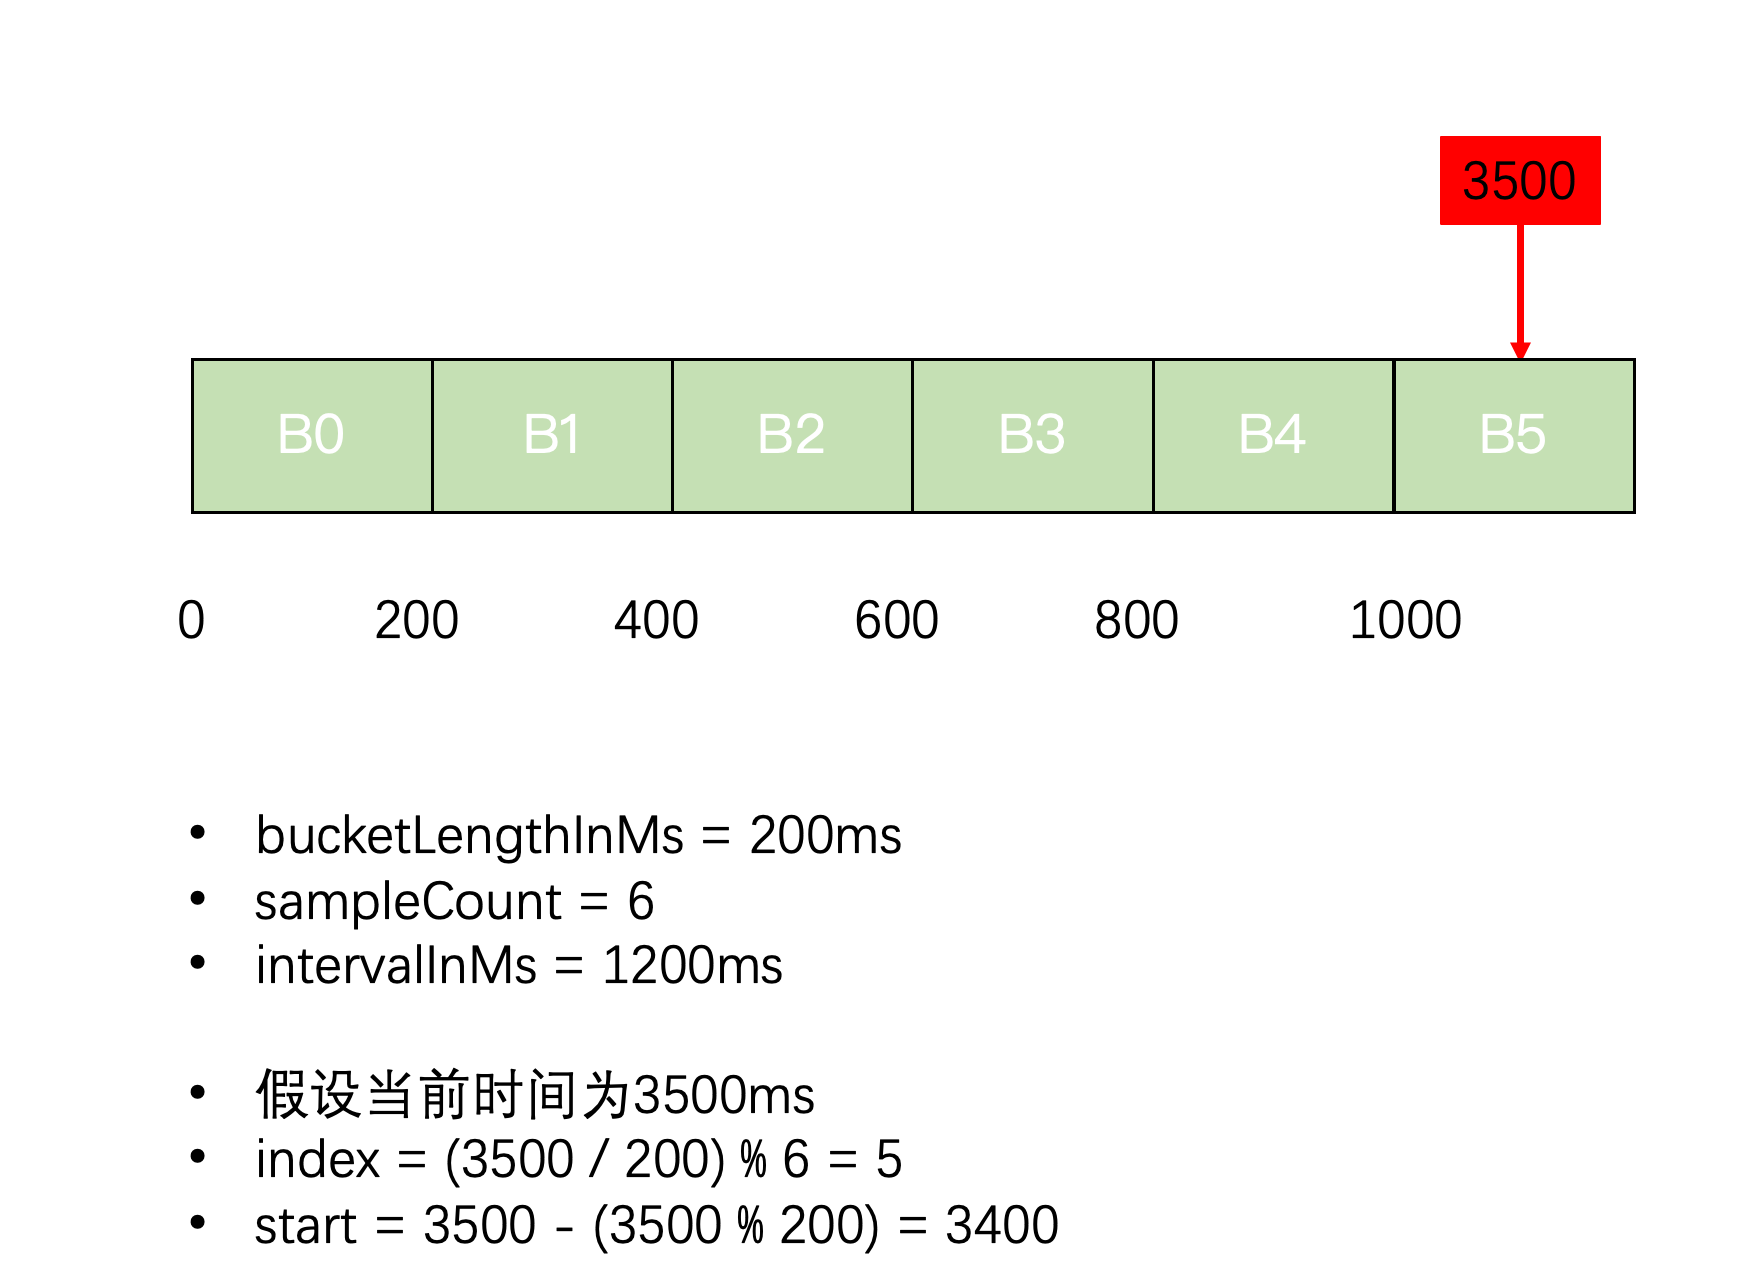 3500
B0 B1 B2 B3 B4 B5
0 200 400 600 800 1000
• bucketLengthInMs = 200ms
• sampleCount = 6
• intervalInMs = 1200ms
• 假设当前时间为3500ms
• index = (3500 / 200) % 6 = 5
• start = 3500 - (3500 % 200) = 3400